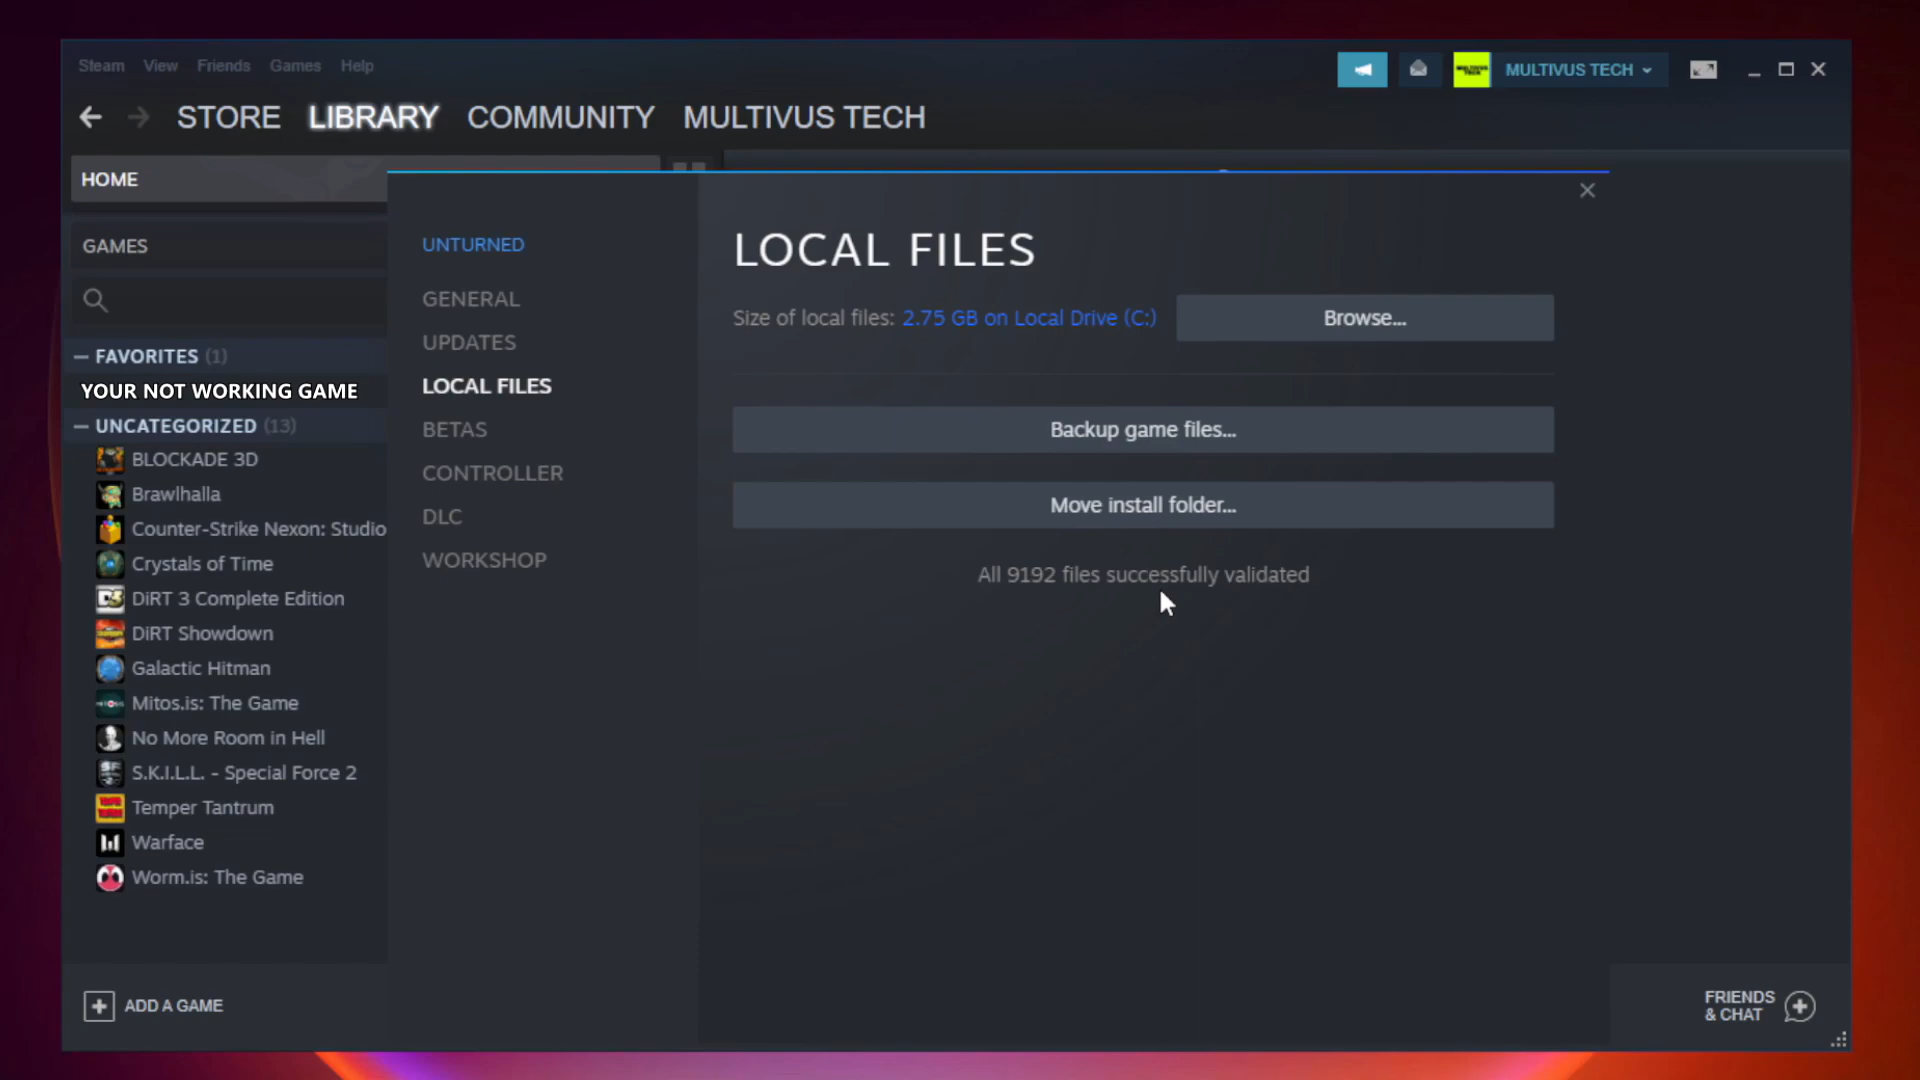 Steam View Friends Games Help
MULTIVUS TECH
STORE LIBRARY COMMUNITY MULTIVUS TECH
HOME
GAMES
— FAVORITES (1)
YOUR NOT WORKING GAME
— UNCATEGORIZED (13)
BLOCKADE 3D
Brawlhalla
Counter-Strike Nexon: Studio
Crystals of Time
DiRT 3 Complete Edition
DiRT Showdown
Galactic Hitman
Mitos.is: The Game
No More Room in Hell
S.K.I.L.L. - Special Force 2
Temper Tantrum
Warface
Worm.is: The Game
ADD A GAME
UNTURNED
GENERAL
UPDATES
LOCAL FILES
BETAS
CONTROLLER
DLC
WORKSHOP
LOCAL FILES
Size of local files: 2.75 GB on Local Drive (C:) Browse...
Backup game files...
Move install folder...
All 9192 files successfully validated
FRIENDS
& CHAT